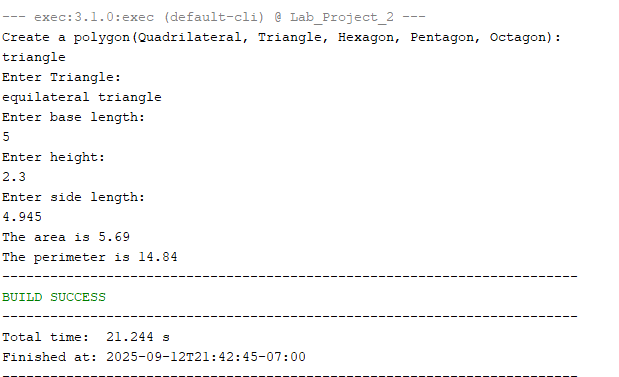 --- exec:3.1.0:exec (default-cli) @ Lab_Project_2 ---
Create a polygon(Quadrilateral, Triangle, Hexagon, Pentagon, Octagon):
triangle
Enter Triangle:
equilateral triangle
Enter base length:
5
Enter height:
2.3
Enter side length:
4.945
The area is 5.69
The perimeter is 14.84
------------------------------------------------------------------------
BUILD SUCCESS
------------------------------------------------------------------------
Total time:  21.244 s
Finished at: 2025-09-12T21:42:45-07:00
------------------------------------------------------------------------